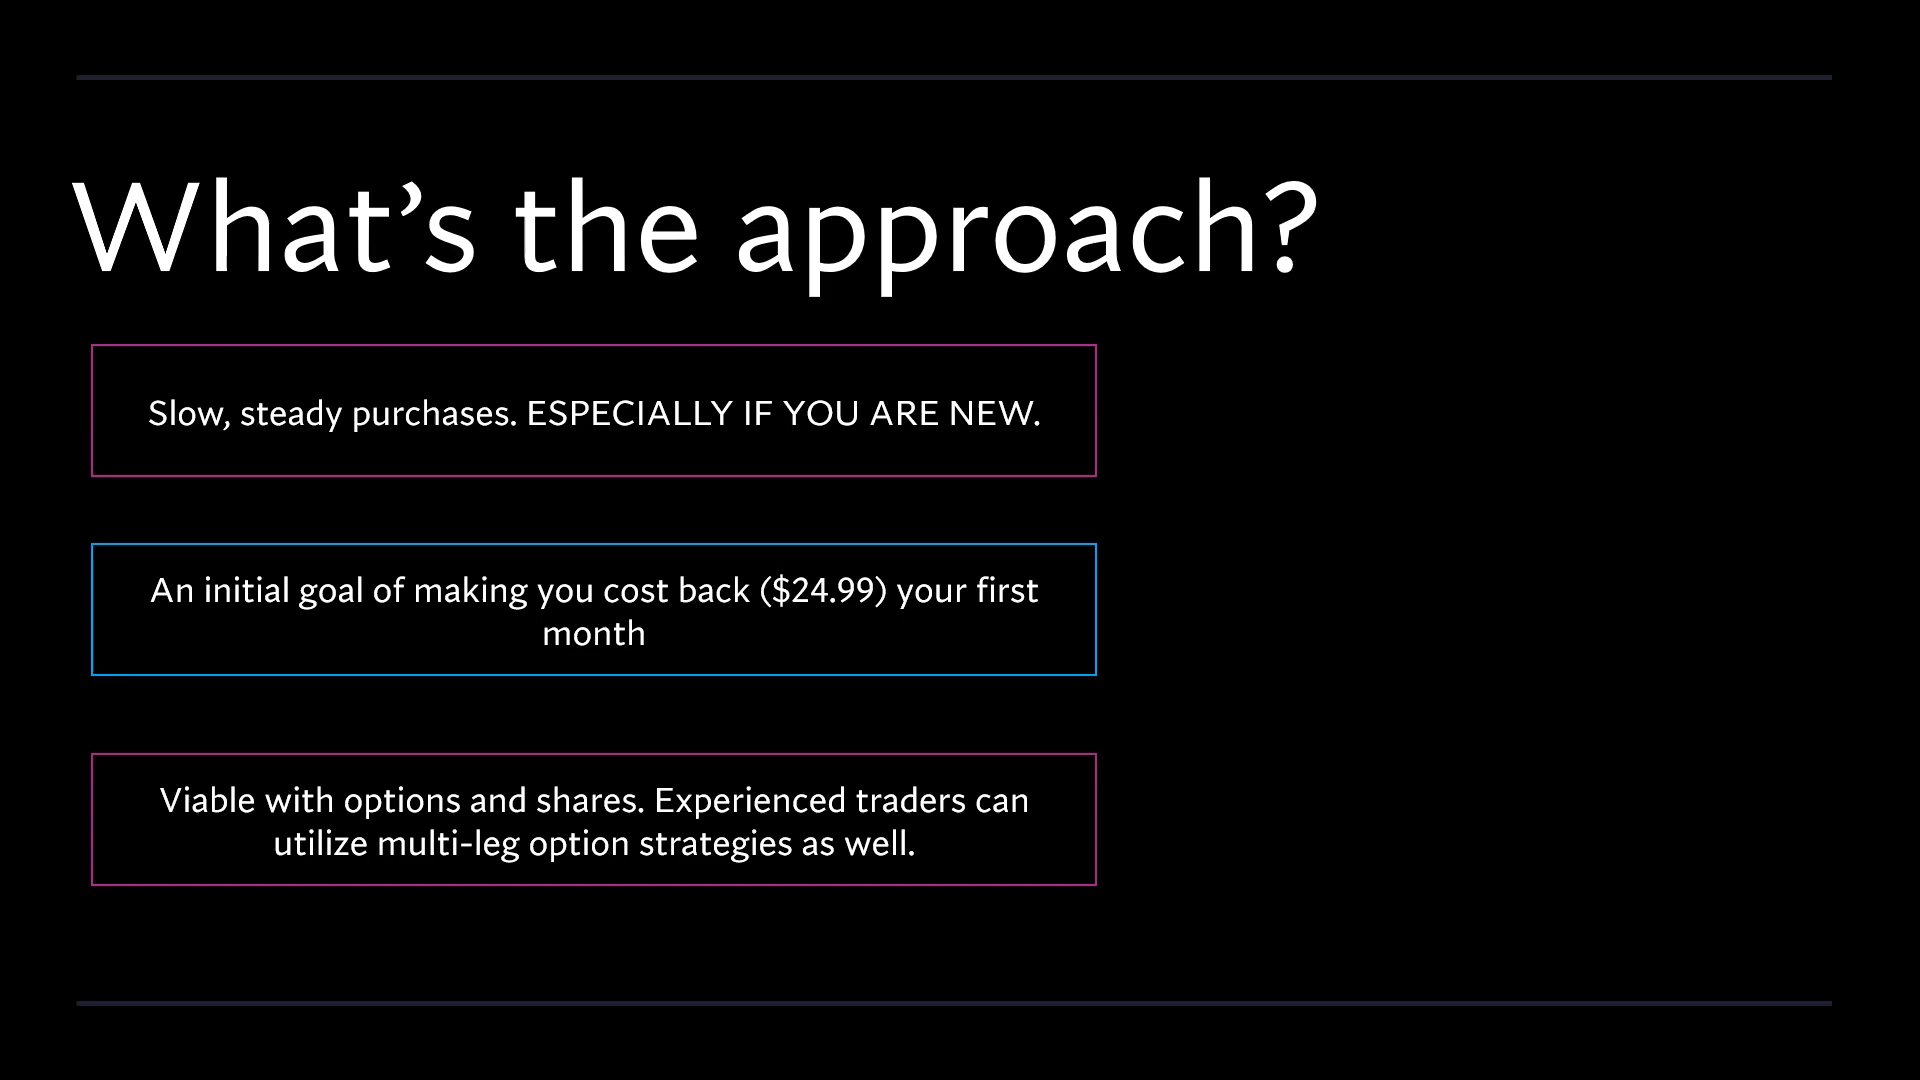 What’s the approach?
Slow, steady purchases. ESPECIALLY IF YOU ARE NEW.
An initial goal of making you cost back ($24.99) your first
month
Viable with options and shares. Experienced traders can
utilize multi-leg option strategies as well.